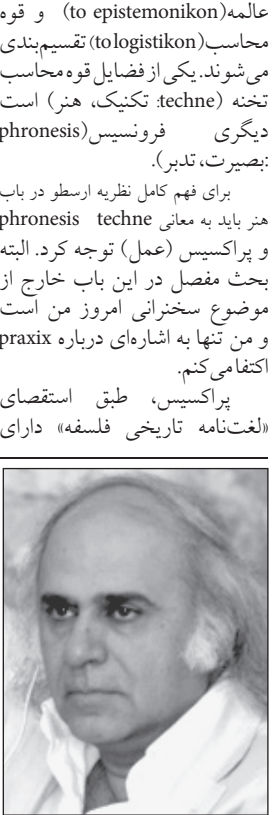 عالمه(to epistemonikon) و قوه
محاسب(to logistikon) تقسیم‌بندی
می‌شوند. یکی از فضایل قوه محاسب
تخنه (techne: تکنیک، هنر) است
دیگری فرونسیس(phronesis
:بصیرت، تدبر).
برای فهم کامل نظریه ارسطو در باب
هنر باید به معانی phronesis techne
و پراکسیس (عمل) توجه کرد. البته
بحث مفصل در این باب خارج از
موضوع سخنرانی امروز من است
و من تنها به اشاره‌ای درباره praxix
اکتفا می‌کنم.
پراکسیس، طبق استقصای
«لغت‌نامه تاریخی فلسفه» دارای